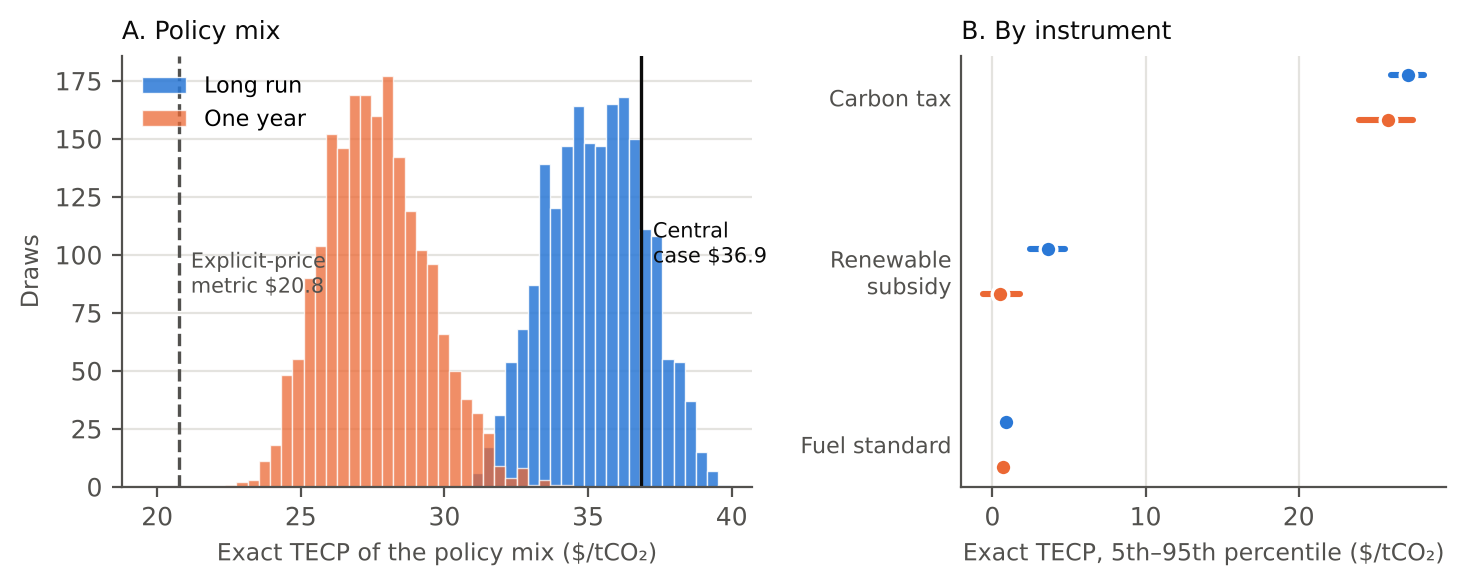 A. Policy mix
Long run
One year
Explicit-price
metric $20.8
Central
case $36.9
Draws
175
150
125
100
75
50
25
0
20
25
30
35
40
Exact TECP of the policy mix ($/tCO₂)
B. By instrument
Carbon tax
Renewable
subsidy
Fuel standard
0
10
20
Exact TECP, 5th–95th percentile ($/tCO₂)